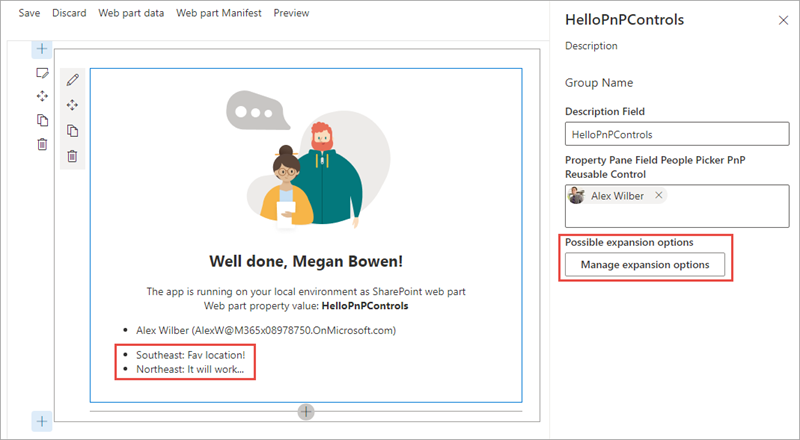 Save Discard Web part data Web part Manifest Preview
Well done, Megan Bowen!
The app is running on your local environment as SharePoint web part
Web part property value: HelloPnPControls
• Alex Wilber (AlexW@M365x08978750.OnMicrosoft.com)
• Southeast: Fav location!
• Northeast: It will work...
HelloPnPControls
Description
Group Name
Description Field
HelloPnPControls
Property Pane Field People Picker PnP
Reusable Control
Alex Wilber
Possible expansion options
Manage expansion options